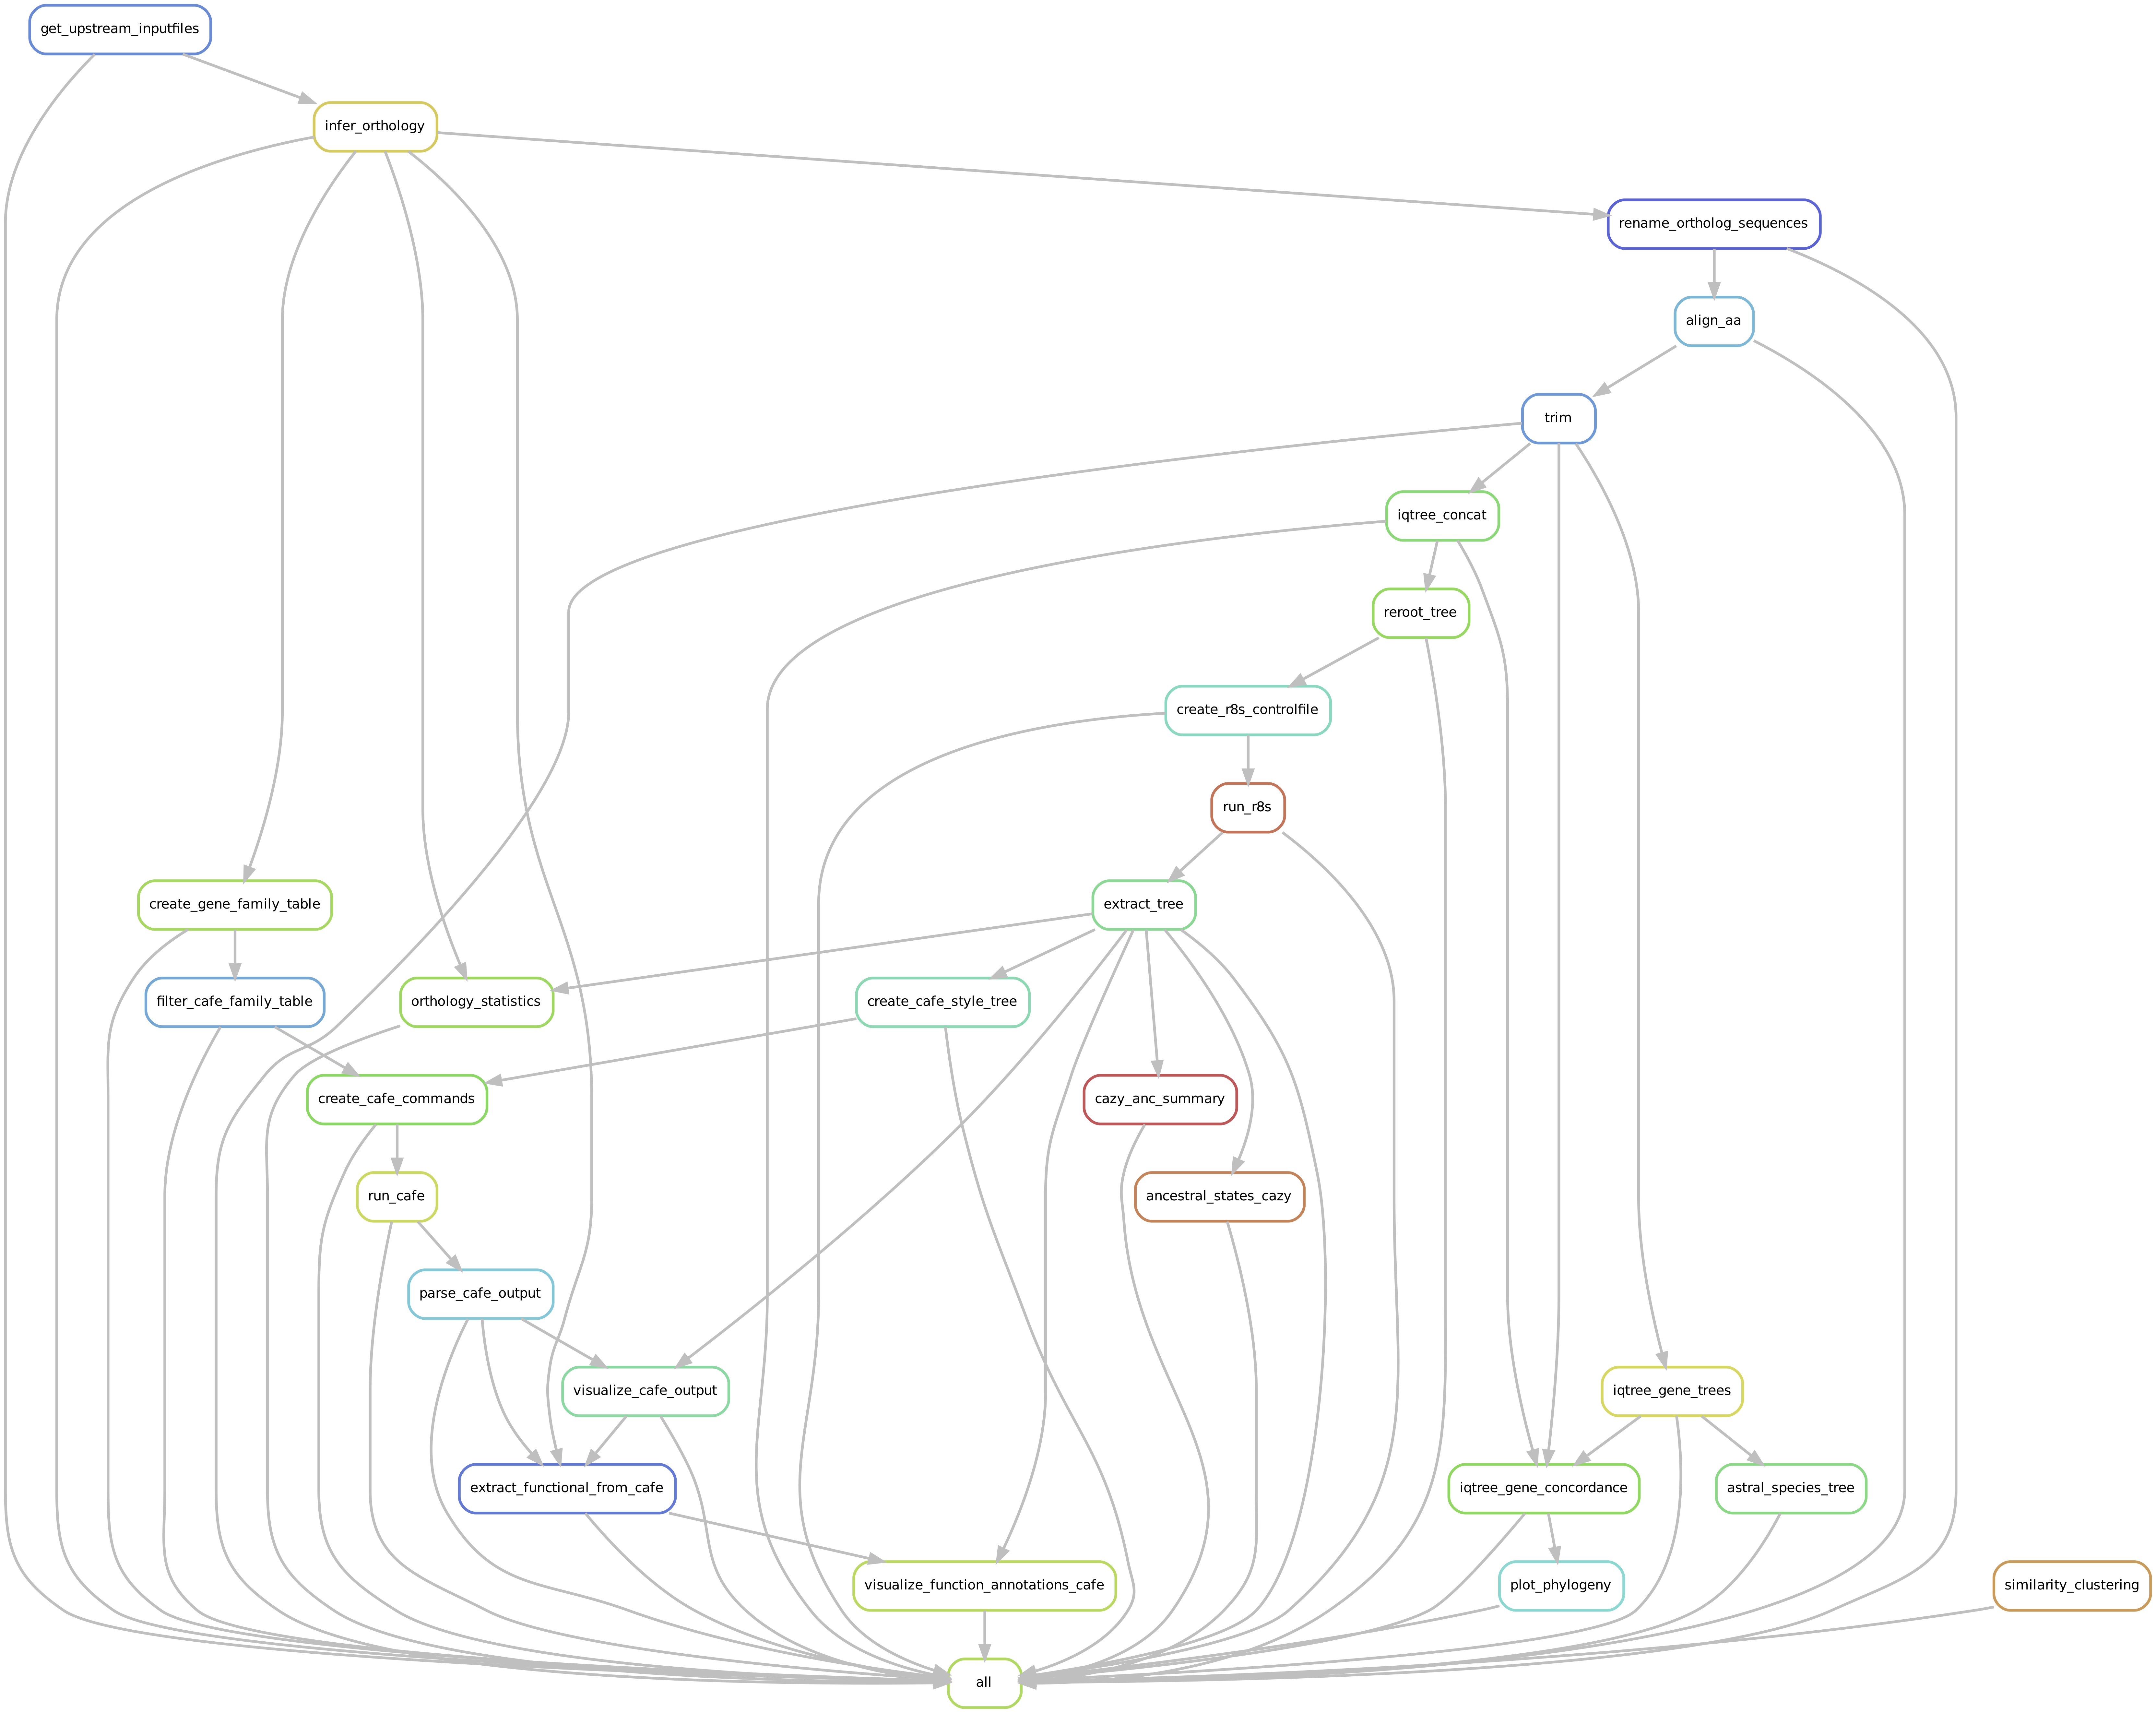 get_upstream_inputfiles
infer_orthology
rename_ortholog_sequences
align_aa
trim
iqtree_concat
reroot_tree
create_r8s_controlfile
run_r8s
create_gene_family_table
extract_tree
filter_cafe_family_table
orthology_statistics
create_cafe_style_tree
create_cafe_commands
cazy_anc_summary
run_cafe
ancestral_states_cazy
parse_cafe_output
visualize_cafe_output
iqtree_gene_trees
extract_functional_from_cafe
iqtree_gene_concordance
astral_species_tree
visualize_function_annotations_cafe
plot_phylogeny
similarity_clustering
all